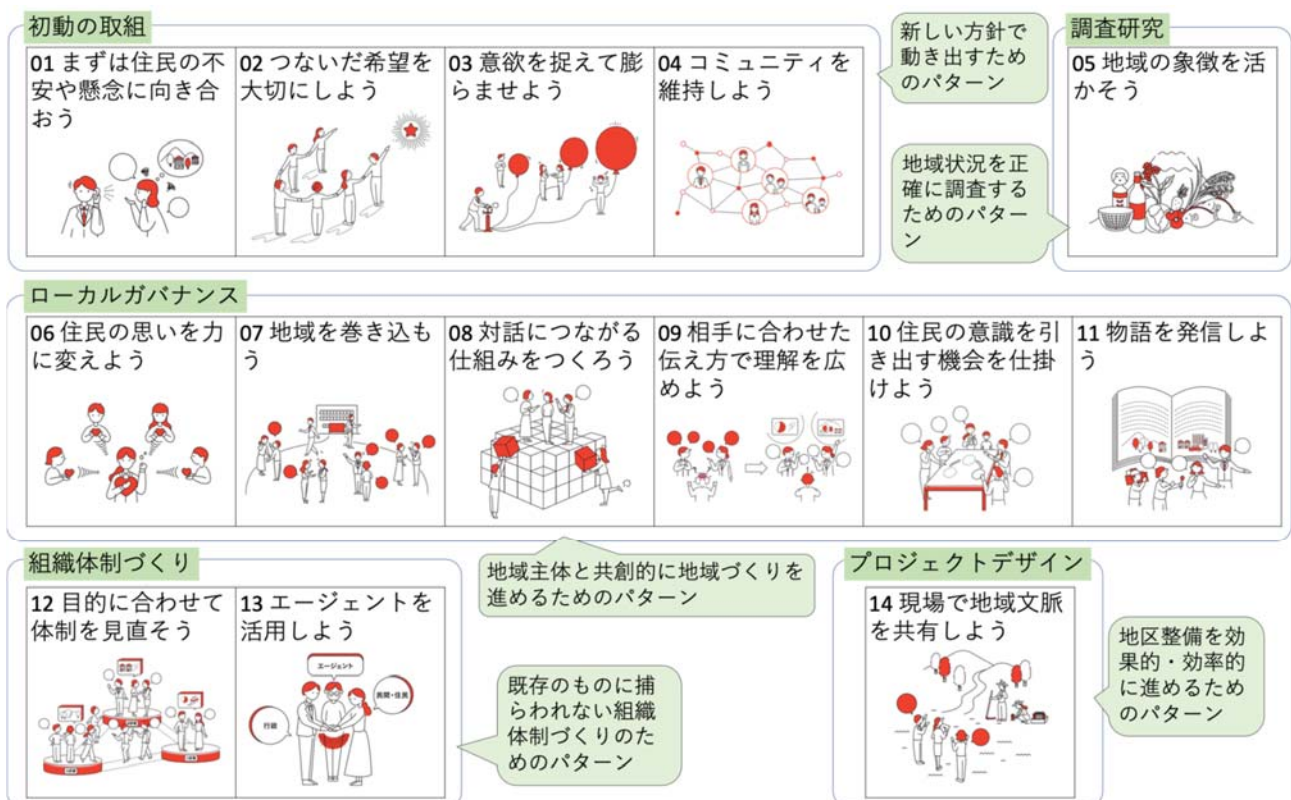 初動の取組
01 まずは住民の不
安や懸念に向き合
おう
02 つないだ希望を
大切にしよう
03 意欲を捉えて膨
らませよう
04 コミュニティを
維持しよう
新しい方針で
動き出すため
のパターン
調査研究
05 地域の象徴を活
かそう
地域状況を正
確に調査する
ためのパター
ン
ローカルガバナンス
06 住民の思いを力
に変えよう
07 地域を巻き込も
う
08 対話につながる
仕組みをつくろう
09 相手に合わせた
伝え方で理解を広
めよう
10 住民の意識を引
き出す機会を仕掛
けよう
11 物語を発信しよ
う
地域主体と共創的に地域づくりを
進めるためのパターン
組織体制づくり
12 目的に合わせて
体制を見直そう
13 エージェントを
活用しよう
エージェント
行政
民間・住民
既存のものに捕
らわれない組織
体制づくりのた
めのパターン
プロジェクトデザイン
14 現場で地域文脈
を共有しよう
地区整備を効
果的・効率的
に進めるため
のパターン